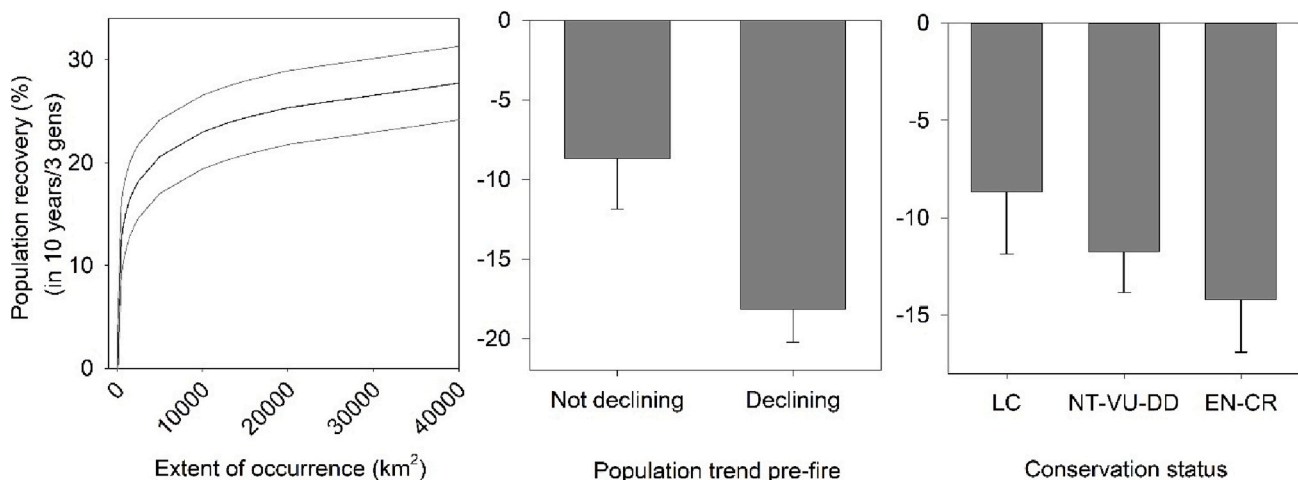 Population recovery (%)
(in 10 years/3 gens)
30
20
10
0
0
10000
20000
30000
40000
Extent of occurrence (km²)
0
-5
-10
-15
-20
Not declining
Declining
Population trend pre-fire
0
-5
-10
-15
LC
NT-VU-DD
EN-CR
Conservation status